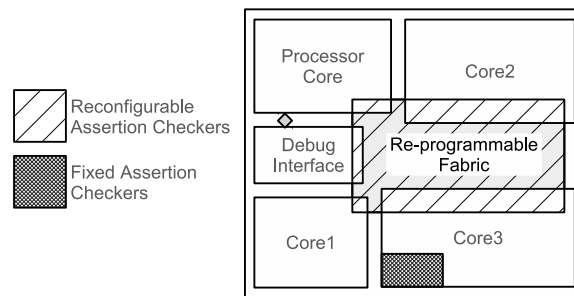 Processor
Core
Core2
Reconfigurable
Assertion Checkers
Debug
Interface
Re-programmable
Fabric
Fixed Assertion
Checkers
Core1
Core3